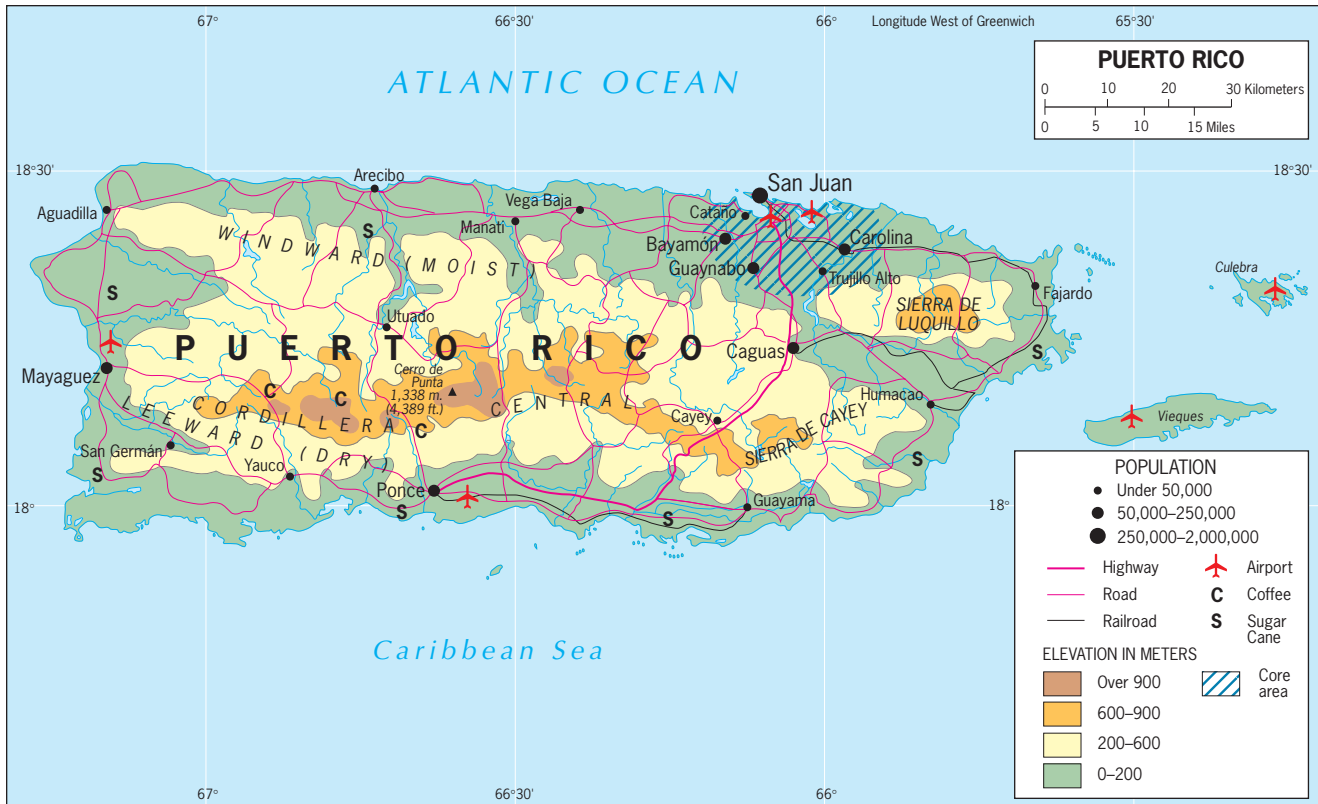 67°
66°30'
66°
Longitude West of Greenwich
65°30'
PUERTO RICO
0 10 20 30 Kilometers
0 5 10 15 Miles
ATLANTIC OCEAN
18°30'
18°30'
Arecibo
San Juan
Aguadilla
Vega Baja
Cataño
Manatí
S
WINDWARD (MOIST)
Bayamón
Carolina
Guaynabo
Trujillo Alto
Culebra
S
Fajardo
SIERRA DE
LUQUILLO
Utuado
PUERTO RICO
Caguas
S
Mayaguez
Cerro de
Punta
1,338 m.
(4,389 ft.)
C
C
Humacao
CORDILLERA CENTRAL
Cayey
Vieques
LEEWARD (DRY)
C
SIERRA CAYEY
San Germán
S
Yauco
S
Ponce
Guayama
18°
S
S
18°
Caribbean Sea
POPULATION
Under 50,000
50,000–250,000
250,000–2,000,000
Highway
Airport
Road
C Coffee
Railroad
S Sugar
Cane
ELEVATION IN METERS
Over 900
Core
area
600–900
200–600
0–200
67°
66°30'
66°